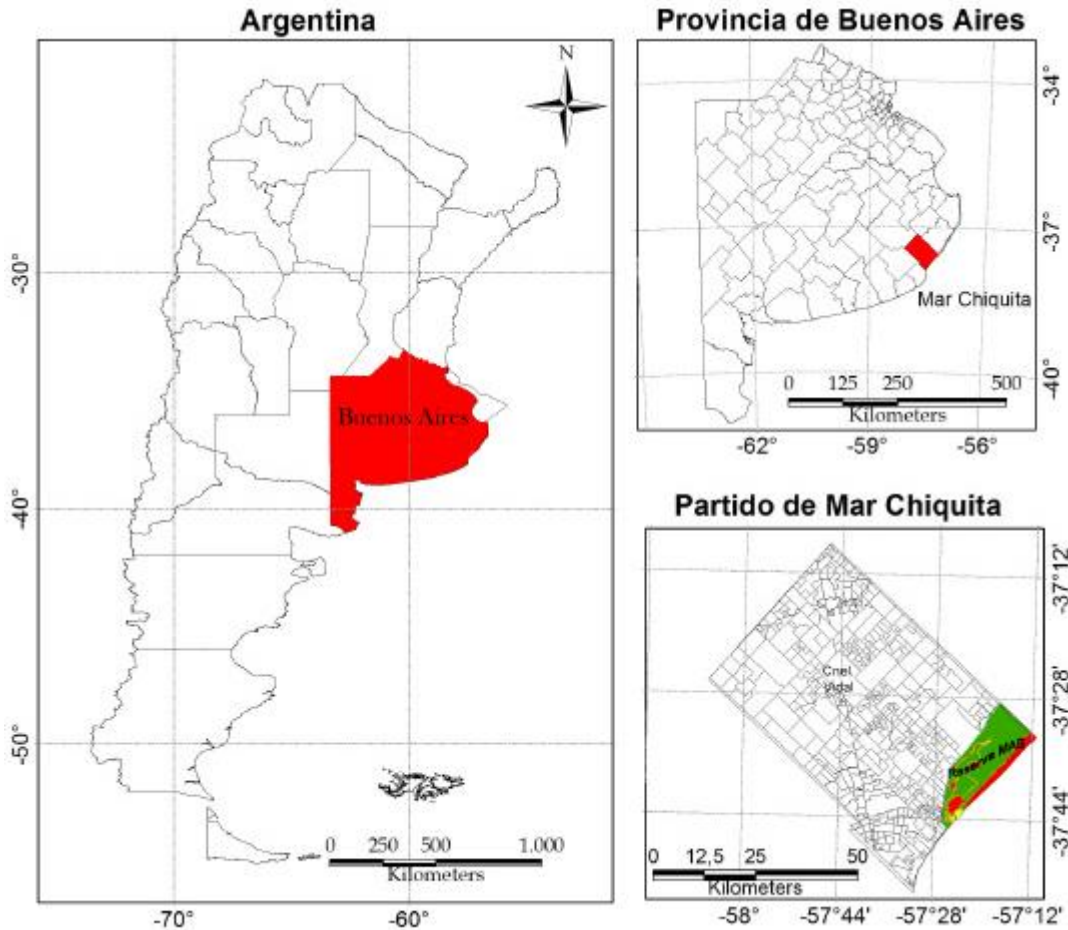 Argentina
N
-30°
-40°
-50°
Buenos Aires
0 250 500 1.000
Kilometers
-70° -60°
Provincia de Buenos Aires
-34°
-37°
-40°
Mar Chiquita
0 125 250 500
Kilometers
-62° -59° -56°
Partido de Mar Chiquita
-37°12'
-37°28'
-37°44'
Cnel
Vidal
Reserva MAB
0 12,5 25 50
Kilometers
-58° -57°44' -57°28' -57°12'